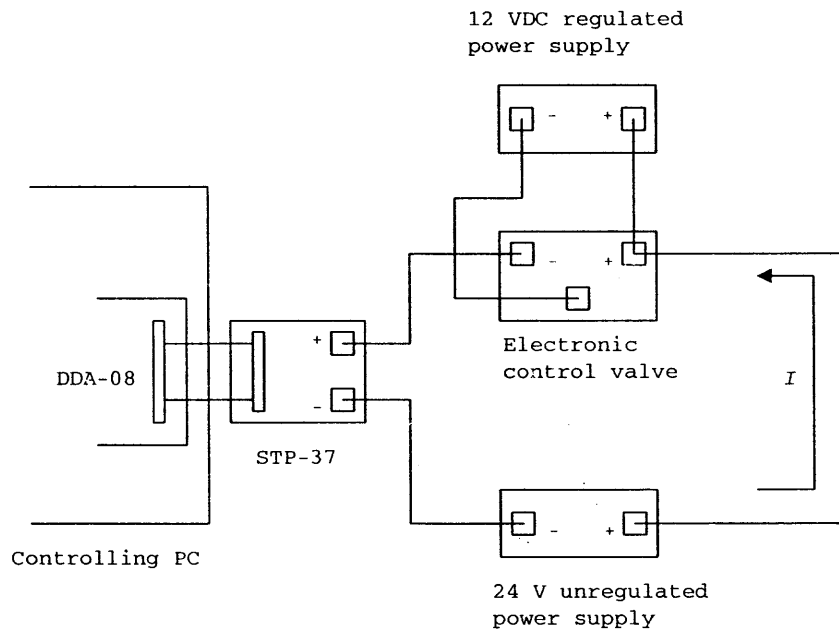 12 VDC regulated
power supply
- +
- +
Electronic
control valve
DDA-08
+
-
I
STP-37
- +
Controlling PC
24 V unregulated
power supply